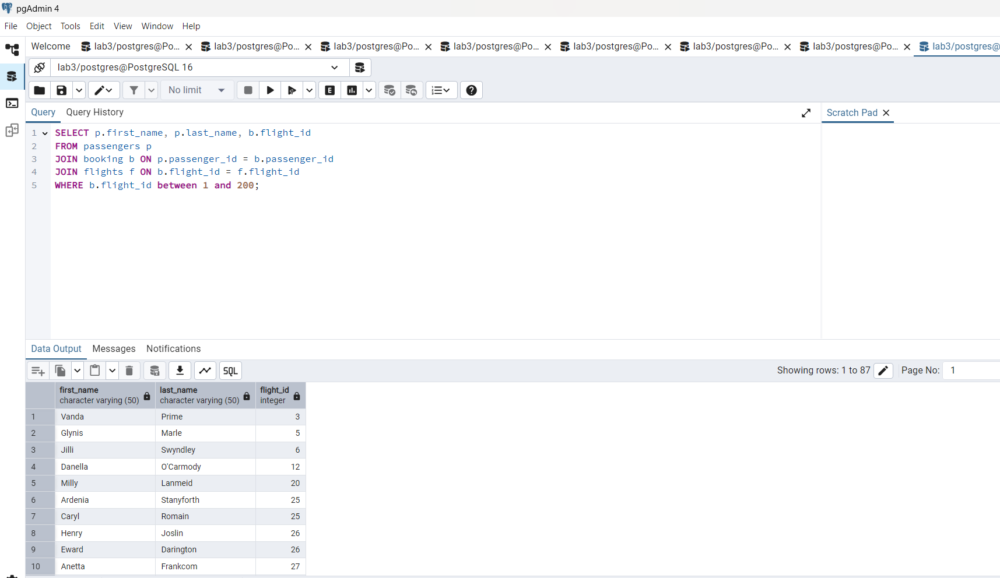 pgAdmin 4
File Object Tools Edit View Window Help
Welcome lab3/postgres@Po... lab3/postgres@Po... lab3/postgres@Po... lab3/postgres@Po... lab3/postgres@Po... lab3/postgres@Po... lab3/postgres@Po... lab3/postgres@
lab3/postgres@PostgreSQL 16
No limit E
Query Query History Scratch Pad
1 SELECT p.first_name, p.last_name, b.flight_id
2 FROM passengers p
3 JOIN booking b ON p.passenger_id = b.passenger_id
4 JOIN flights f ON b.flight_id = f.flight_id
5 WHERE b.flight_id between 1 and 200;
Data Output Messages Notifications
SQL Showing rows: 1 to 87 Page No: 1
first_name last_name flight_id
character varying (50) character varying (50) integer
1 Vanda Prime 3
2 Glynis Marle 5
3 Jilli Swyndley 6
4 Danella O'Carmody 12
5 Milly Lanmeid 20
6 Ardenia Stanyforth 25
7 Caryl Romain 25
8 Henry Joslin 26
9 Eward Darington 26
10 Anetta Frankcom 27